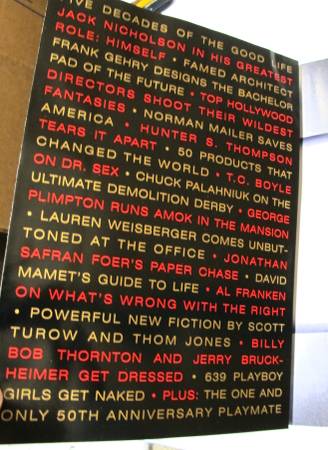 IVE DECADES OF THE GOOD LIFE
JACK NICHOLSON IN HIS GREATEST
ROLE: HIMSELF • FAMED ARCHITECT
FRANK GEHRY DESIGNS THE BACHELOR
PAD OF THE FUTURE • TOP HOLLYWOOD
DIRECTORS SHOOT THEIR WILDEST
FANTASIES • NORMAN MAILER SAVES
AMERICA • HUNTER S. THOMPSON
TEARS IT APART • 50 PRODUCTS THAT
CHANGED THE WORLD • T.C. BOYLE
ON DR. SEX • CHUCK PALAHNIUK ON THE
ULTIMATE DEMOLITION DERBY • GEORGE
PLIMPTON RUNS AMOK IN THE MANSION
• LAUREN WEISBERGER COMES UNBUT-
TONED AT THE OFFICE • JONATHAN
SAFRAN FOER'S PAPER CHASE • DAVID
MAMET'S GUIDE TO LIFE • AL FRANKEN
ON WHAT'S WRONG WITH THE RIGHT
• POWERFUL NEW FICTION BY SCOTT
TUROW AND THOM JONES • BILLY
BOB THORNTON AND JERRY BRUCK-
HEIMER GET DRESSED • 639 PLAYBOY
GIRLS GET NAKED • PLUS: THE ONE AND
ONLY 50TH ANNIVERSARY PLAYMATE